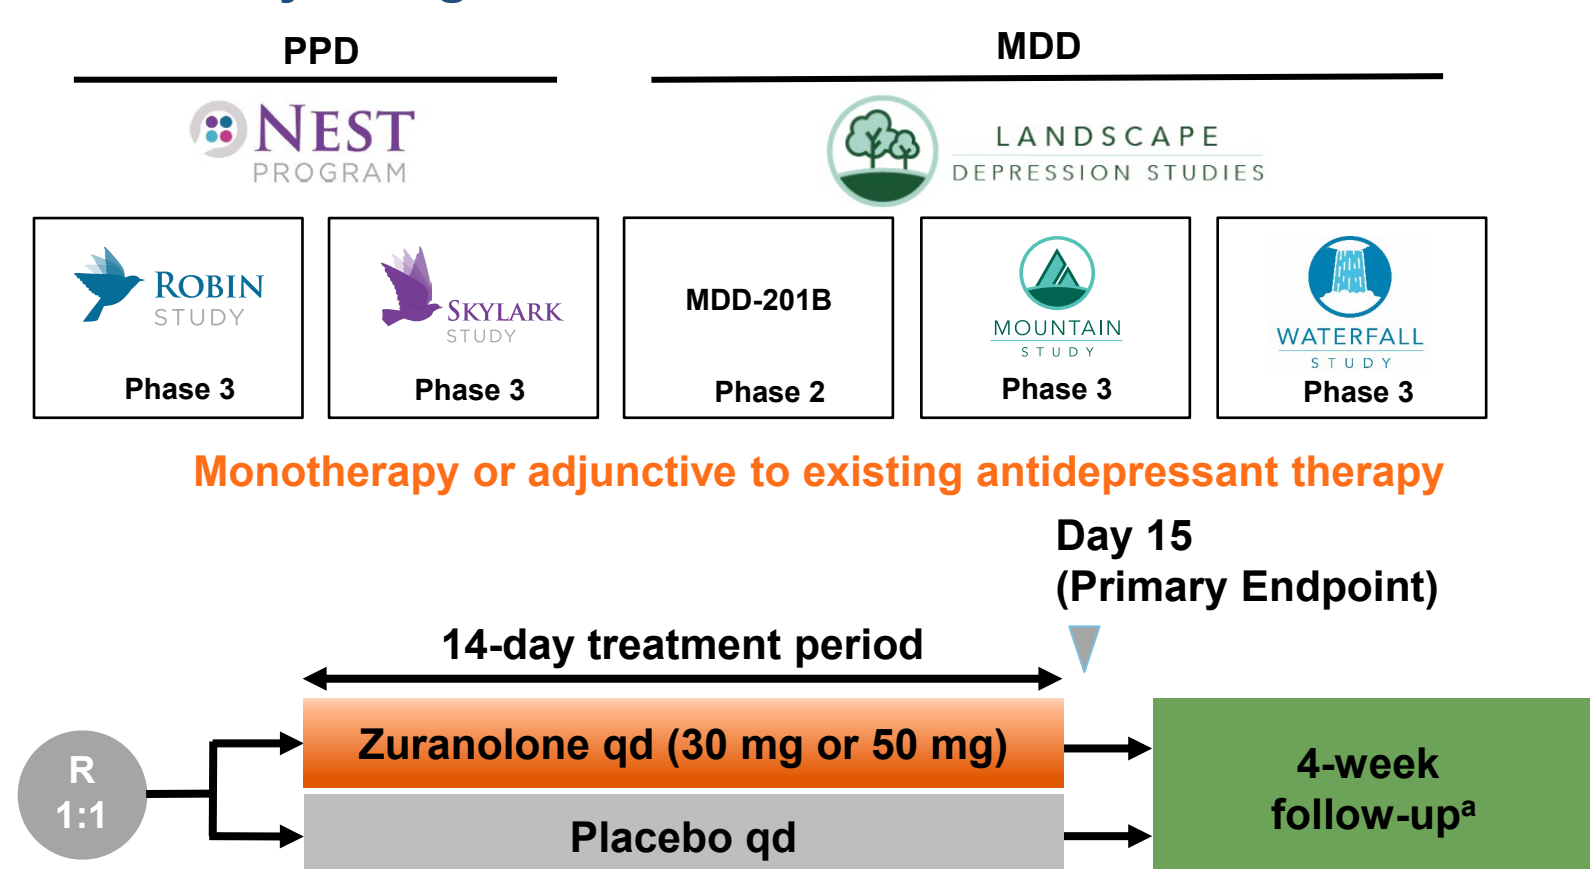 PPD
MDD
NEST
PROGRAM
LANDSCAPE
DEPRESSION STUDIES
ROBIN
STUDY
Phase 3
SKYLARK
STUDY
Phase 3
MDD-201B
Phase 2
MOUNTAIN
STUDY
Phase 3
WATERFALL
STUDY
Phase 3
Monotherapy or adjunctive to existing antidepressant therapy
Day 15
(Primary Endpoint)
14-day treatment period
R
1:1
Zuranolone qd (30 mg or 50 mg)
Placebo qd
4-week
follow-upᵃ